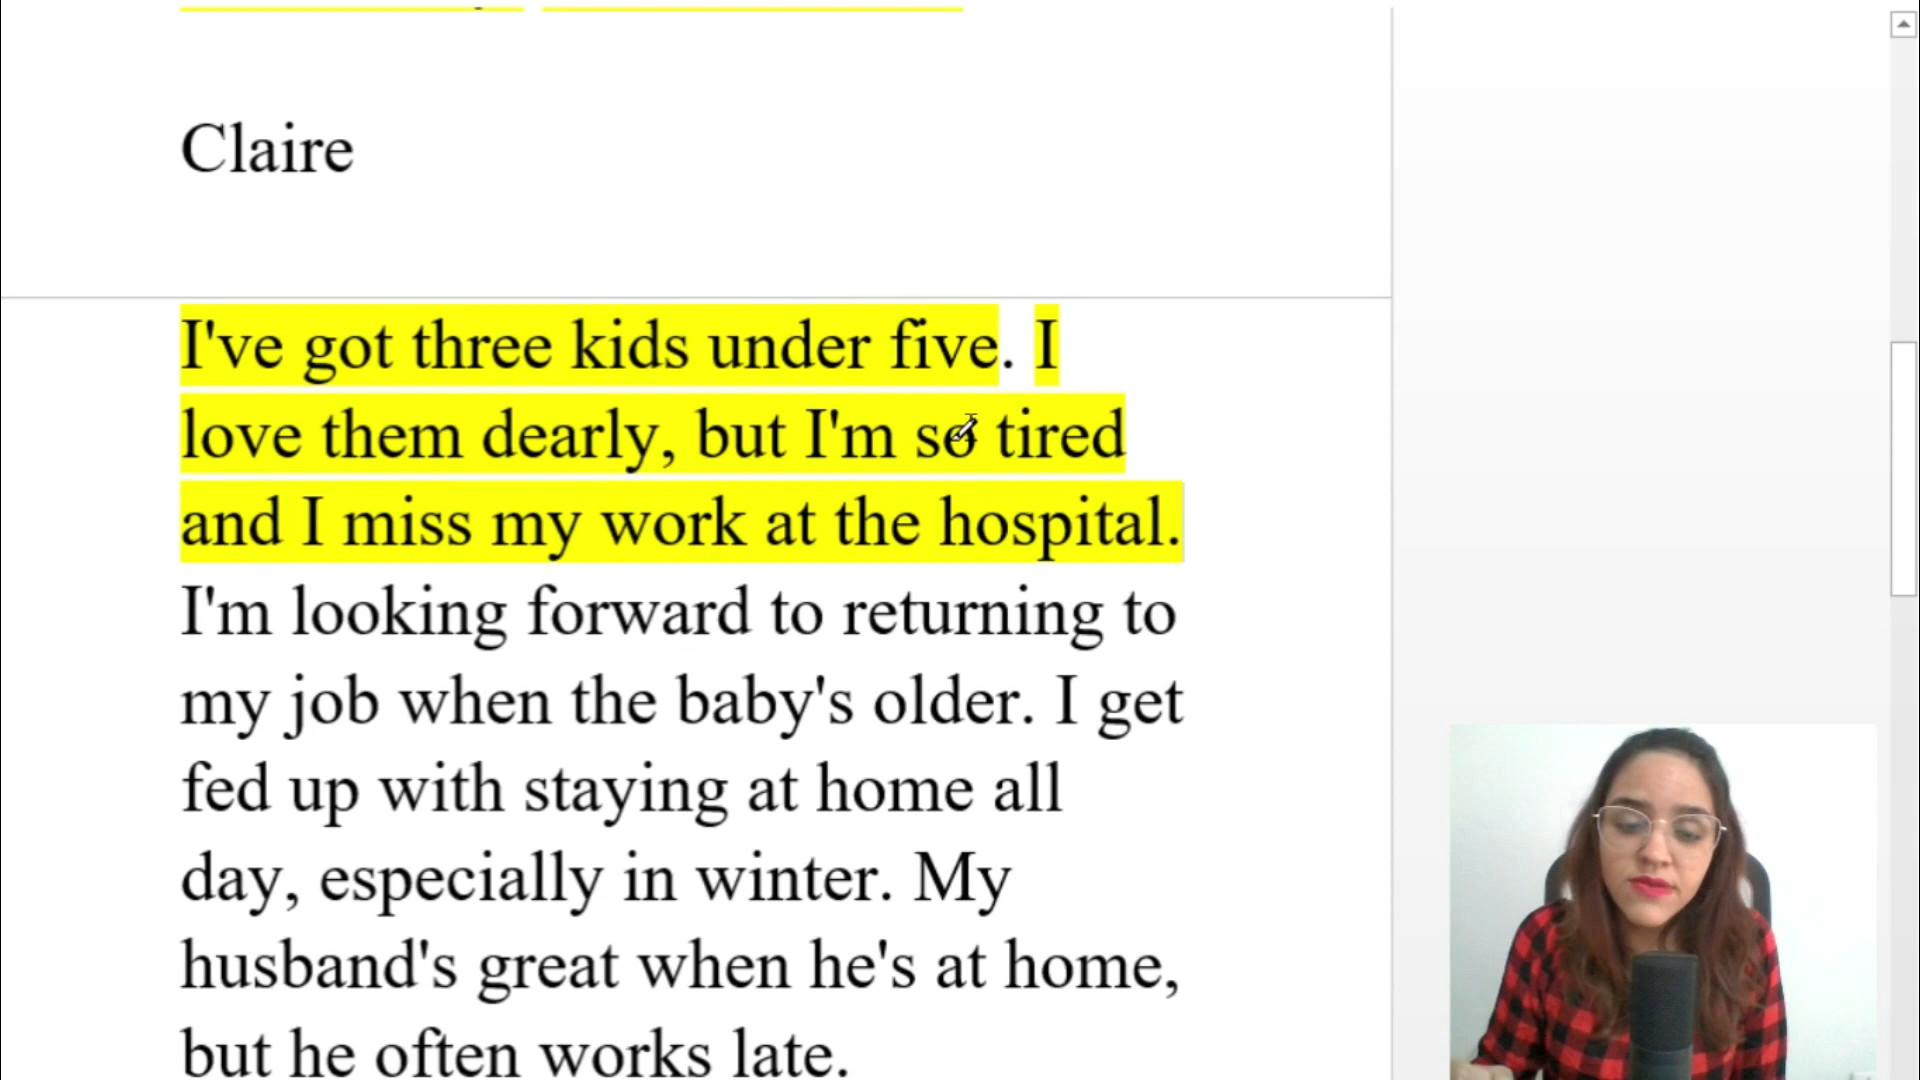 Claire
I've got three kids under five. I
love them dearly, but I'm so tired
and I miss my work at the hospital.
I'm looking forward to returning to
my job when the baby's older. I get
fed up with staying at home all
day, especially in winter. My
husband's great when he's at home,
but he often works late.